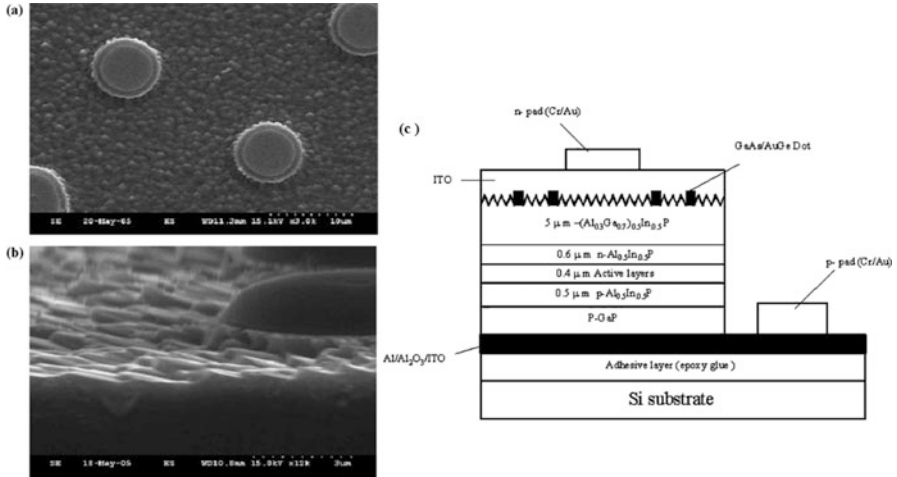 (a)
SE 20-May-05 ES WD11.3mm 15.1kV x3.0k 10um
(b)
SE 18-May-05 ES WD10.8mm 15.0kV x12k 3um
(c )
n- pad (Cr/Au)
GaAs/AuGe Dot
ITO
5 μm –(Al0.3Ga0.7)0.5In0.5P
0.6 μm n-Al0.5In0.5P
0.4 μm Active layers
0.5 μm p-Al0.5In0.5P
P-GaP
p- pad (Cr/Au)
Al/Al2O3/ITO
Adhesive layer (epoxy glue )
Si substrate